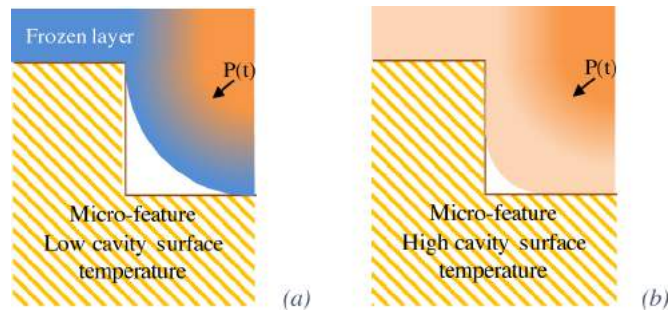 Frozen layer
P(t)
Micro-feature
Low cavity surface
temperature
(a)
P(t)
Micro-feature
High cavity surface
temperature
(b)